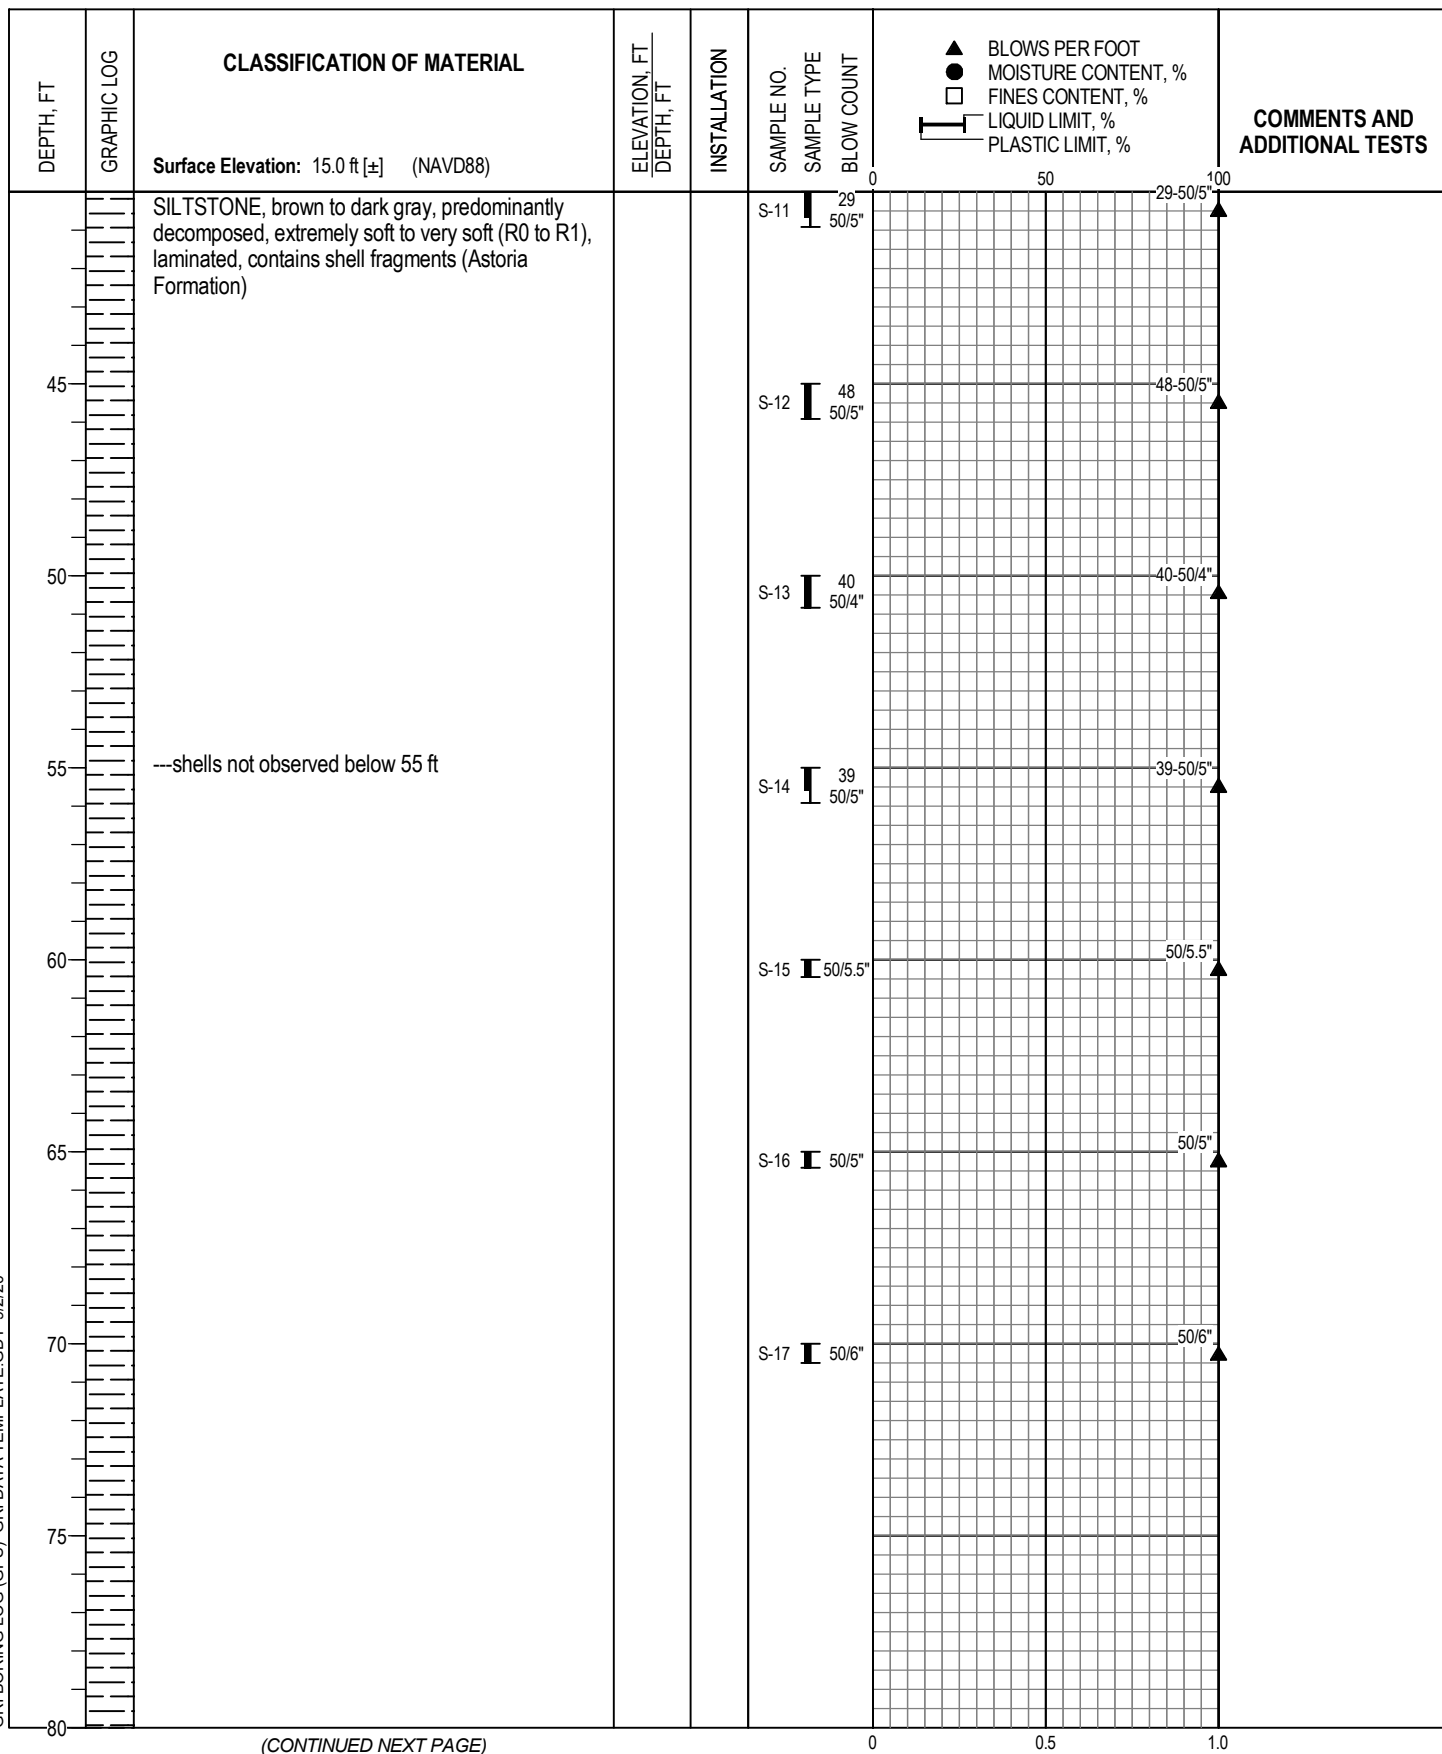 DEPTH, FT
GRAPHIC LOG
CLASSIFICATION OF MATERIAL
Surface Elevation: 15.0 ft [±] (NAVD88)
ELEVATION, FT
DEPTH, FT
INSTALLATION
SAMPLE NO.
SAMPLE TYPE
BLOW COUNT
▲ BLOWS PER FOOT
● MOISTURE CONTENT, %
□ FINES CONTENT, %
LIQUID LIMIT, %
PLASTIC LIMIT, %
0 50 100
COMMENTS AND
ADDITIONAL TESTS
SILTSTONE, brown to dark gray, predominantly
decomposed, extremely soft to very soft (R0 to R1),
laminated, contains shell fragments (Astoria
Formation)
S-11
29
50/5"
29-50/5"
45
S-12
48
50/5"
48-50/5"
50
S-13
40
50/4"
40-50/4"
55
---shells not observed below 55 ft
S-14
39
50/5"
39-50/5"
60
S-15 50/5.5"
50/5.5"
65
S-16 50/5"
50/5"
70
S-17 50/6"
50/6"
75
80
0 0.5 1.0
(CONTINUED NEXT PAGE)